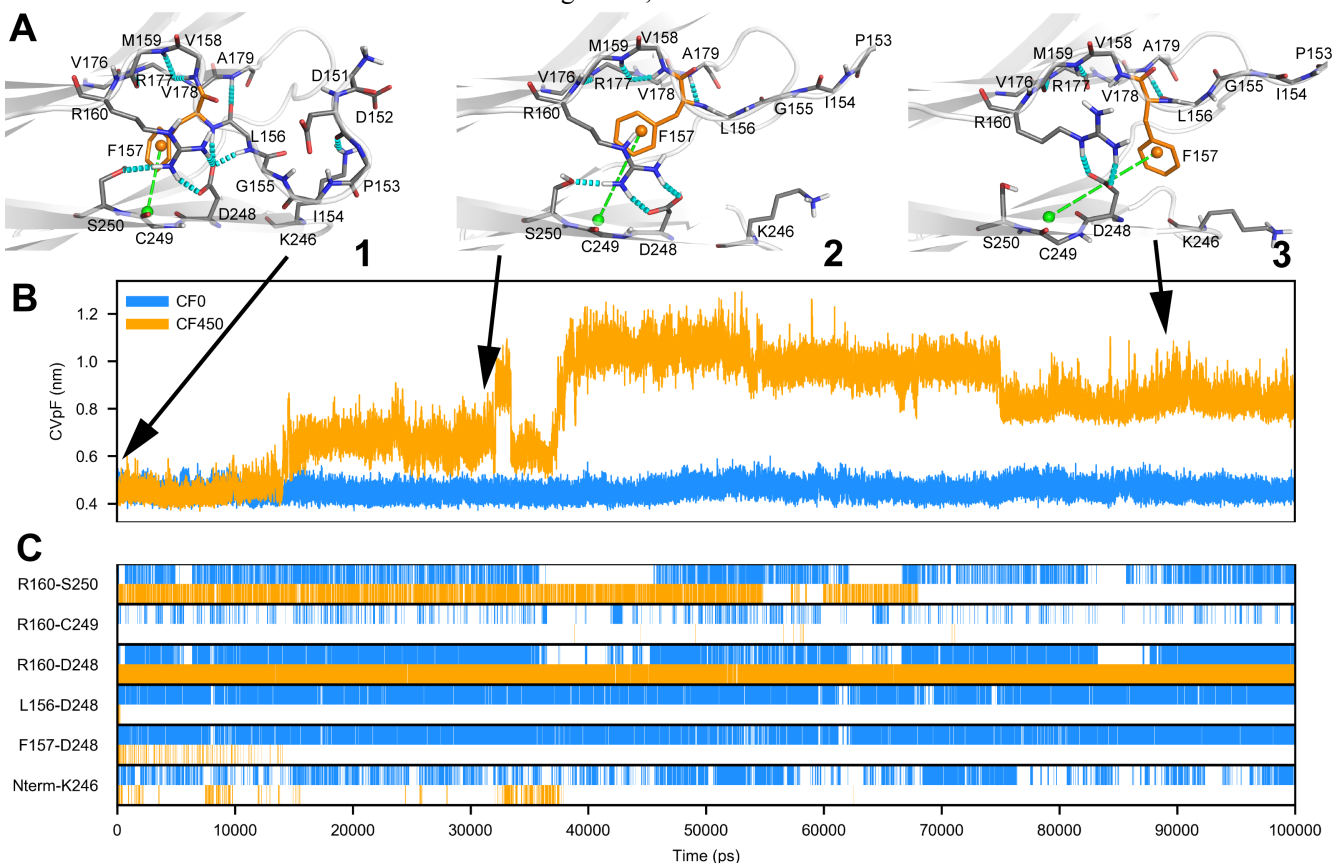 A
M159
V158
A179
V176
R177
V178
D151
D152
R160
L156
F157
G155
P153
I154
S250
C249
D248
K246
1
M159
V158
A179
P153
V176
R177
V178
G155
I154
R160
L156
F157
S250
C249
D248
K246
2
M159
V158
A179
P153
V176
R177
V178
G155
I154
R160
L156
F157
S250
C249
D248
K246
3
B
CF0
CF450
CVpF (nm)
1.2
1.0
0.8
0.6
0.4
C
R160-S250
R160-C249
R160-D248
L156-D248
F157-D248
Nterm-K246
0 10000 20000 30000 40000 50000 60000 70000 80000 90000 100000
Time (ps)